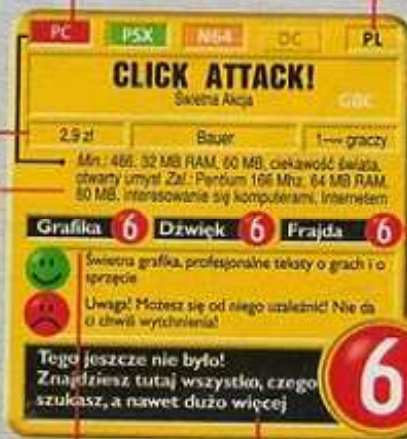 PC PSX N64 DC PL
CLICK ATTACK!
Świetna Akcja
GBC
2,9 zł Bauer 1---- graczy
Min.: 486, 32 MB RAM, 60 MB, ciekawość świata,
otwarty umysł Zal.: Pentium 166 Mhz, 64 MB RAM,
60 MB, interesowanie się komputerami, Internetem
Grafika 6 Dźwięk 6 Frajda 6
Świetna grafika, profesjonalne teksty o grach i o
sprzęcie
Uwaga! Możesz się od niego uzależnić! Nie da
ci chwili wytchnienia!
Tego jeszcze nie było!
Znajdziesz tutaj wszystko, czego
szukasz, a nawet dużo więcej
6